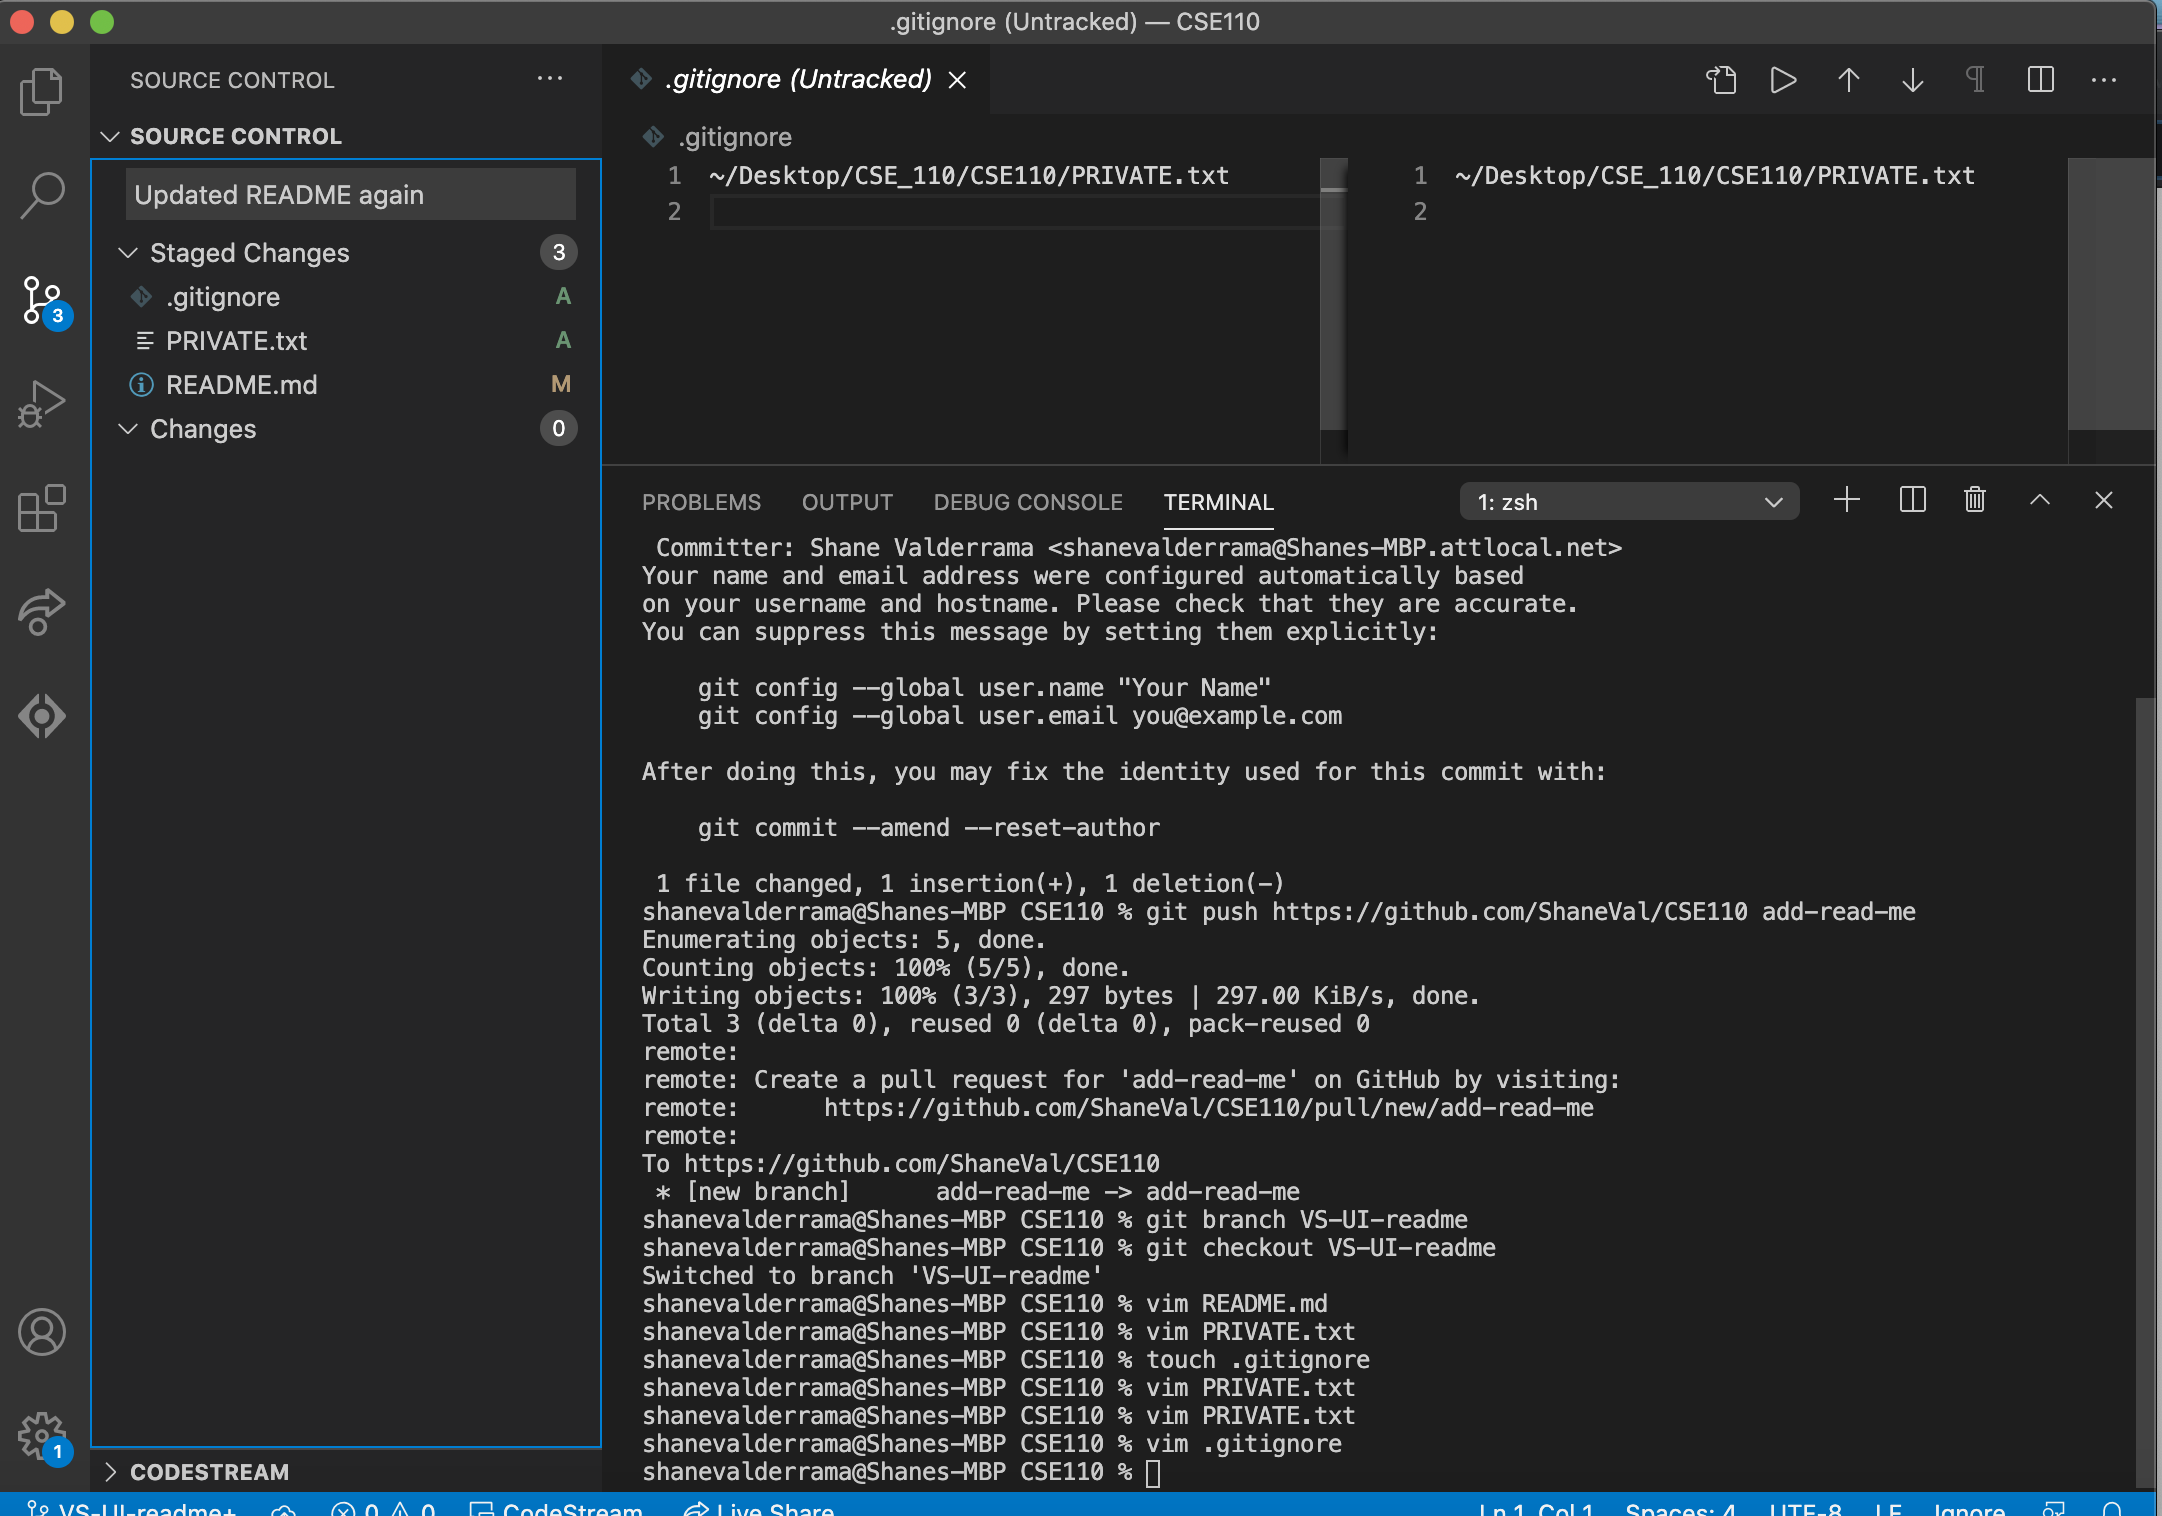 .gitignore (Untracked) — CSE110
SOURCE CONTROL
SOURCE CONTROL
Updated README again
Staged Changes 3
.gitignore A
PRIVATE.txt A
README.md M
Changes 0
3
1
CODESTREAM
.gitignore (Untracked)
.gitignore
1 ~/Desktop/CSE_110/CSE110/PRIVATE.txt
2
1 ~/Desktop/CSE_110/CSE110/PRIVATE.txt
2
PROBLEMS OUTPUT DEBUG CONSOLE TERMINAL 1: zsh
Committer: Shane Valderrama <shanevalderrama@Shanes-MBP.attlocal.net>
Your name and email address were configured automatically based
on your username and hostname. Please check that they are accurate.
You can suppress this message by setting them explicitly:
git config --global user.name "Your Name"
git config --global user.email you@example.com
After doing this, you may fix the identity used for this commit with:
git commit --amend --reset-author
1 file changed, 1 insertion(+), 1 deletion(-)
shanevalderrama@Shanes-MBP CSE110 % git push https://github.com/ShaneVal/CSE110 add-read-me
Enumerating objects: 5, done.
Counting objects: 100% (5/5), done.
Writing objects: 100% (3/3), 297 bytes | 297.00 KiB/s, done.
Total 3 (delta 0), reused 0 (delta 0), pack-reused 0
remote:
remote: Create a pull request for 'add-read-me' on GitHub by visiting:
remote: https://github.com/ShaneVal/CSE110/pull/new/add-read-me
remote:
To https://github.com/ShaneVal/CSE110
* [new branch] add-read-me -> add-read-me
shanevalderrama@Shanes-MBP CSE110 % git branch VS-UI-readme
shanevalderrama@Shanes-MBP CSE110 % git checkout VS-UI-readme
Switched to branch 'VS-UI-readme'
shanevalderrama@Shanes-MBP CSE110 % vim README.md
shanevalderrama@Shanes-MBP CSE110 % vim PRIVATE.txt
shanevalderrama@Shanes-MBP CSE110 % touch .gitignore
shanevalderrama@Shanes-MBP CSE110 % vim PRIVATE.txt
shanevalderrama@Shanes-MBP CSE110 % vim PRIVATE.txt
shanevalderrama@Shanes-MBP CSE110 % vim .gitignore
shanevalderrama@Shanes-MBP CSE110 %
VS-UI-readme+ 0 0 CodeStream Live Share Ln 1, Col 1 Spaces: 4 UTF-8 LF Ignore